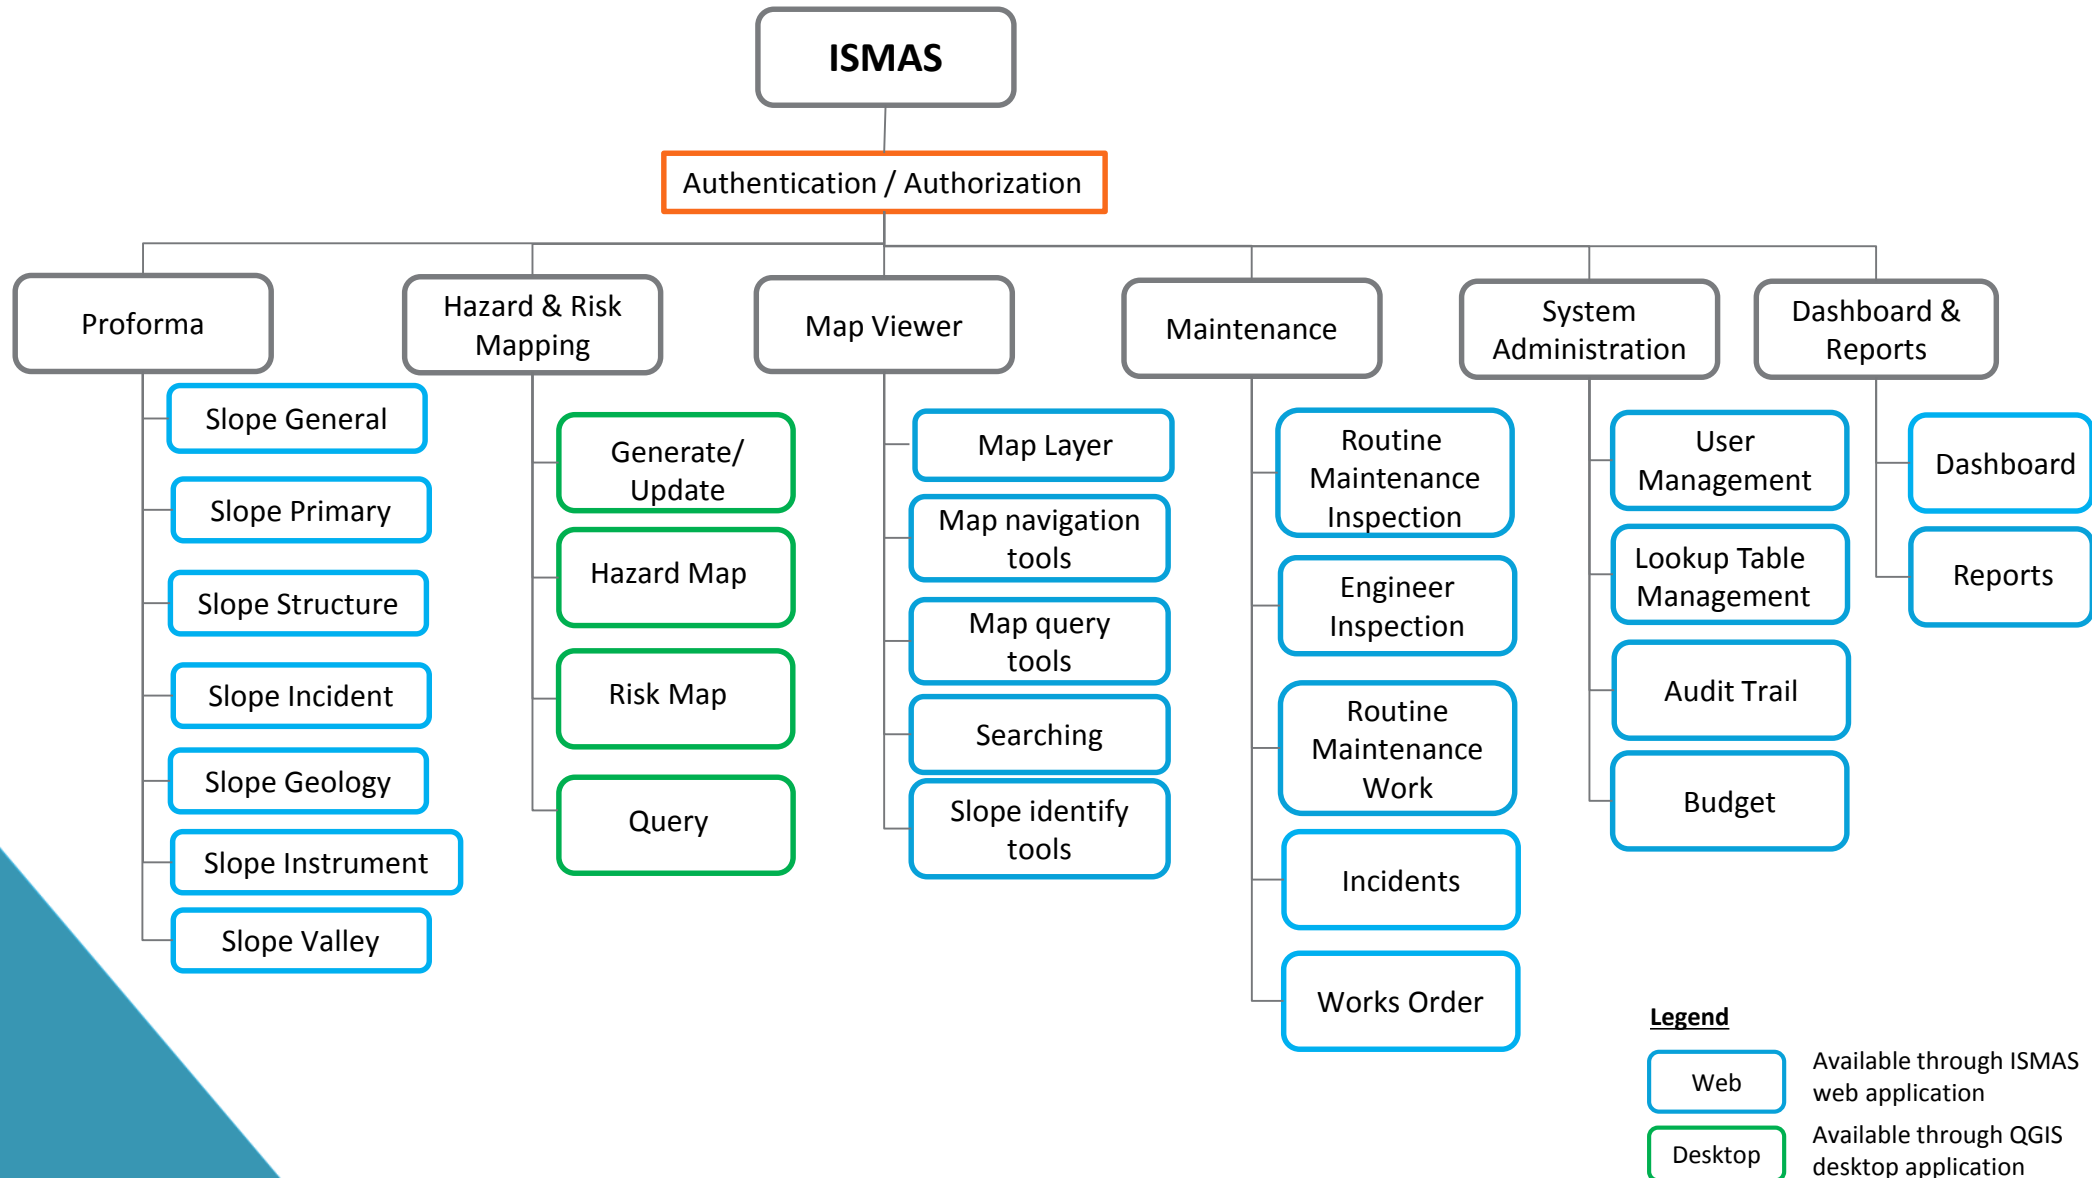 ISMAS
Authentication / Authorization
Proforma
Slope General
Slope Primary
Slope Structure
Slope Incident
Slope Geology
Slope Instrument
Slope Valley
Hazard & Risk
Mapping
Generate/
Update
Hazard Map
Risk Map
Query
Map Viewer
Map Layer
Map navigation
tools
Map query
tools
Searching
Slope identify
tools
Maintenance
Routine
Maintenance
Inspection
Engineer
Inspection
Routine
Maintenance
Work
Incidents
Works Order
System
Administration
User
Management
Lookup Table
Management
Audit Trail
Budget
Dashboard &
Reports
Dashboard
Reports
Legend
Web
Available through ISMAS
web application
Desktop
Available through QGIS
desktop application